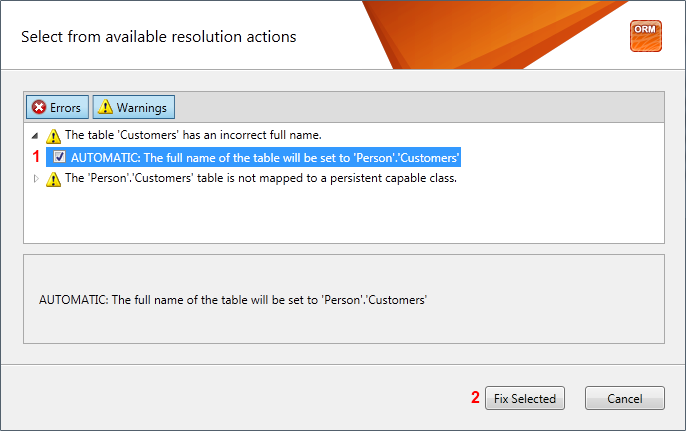 Select from available resolution actions
ORM
Errors
Warnings
The table 'Customers' has an incorrect full name.
1
AUTOMATIC: The full name of the table will be set to 'Person'.'Customers'
The 'Person'.'Customers' table is not mapped to a persistent capable class.
AUTOMATIC: The full name of the table will be set to 'Person'.'Customers'
2
Fix Selected
Cancel